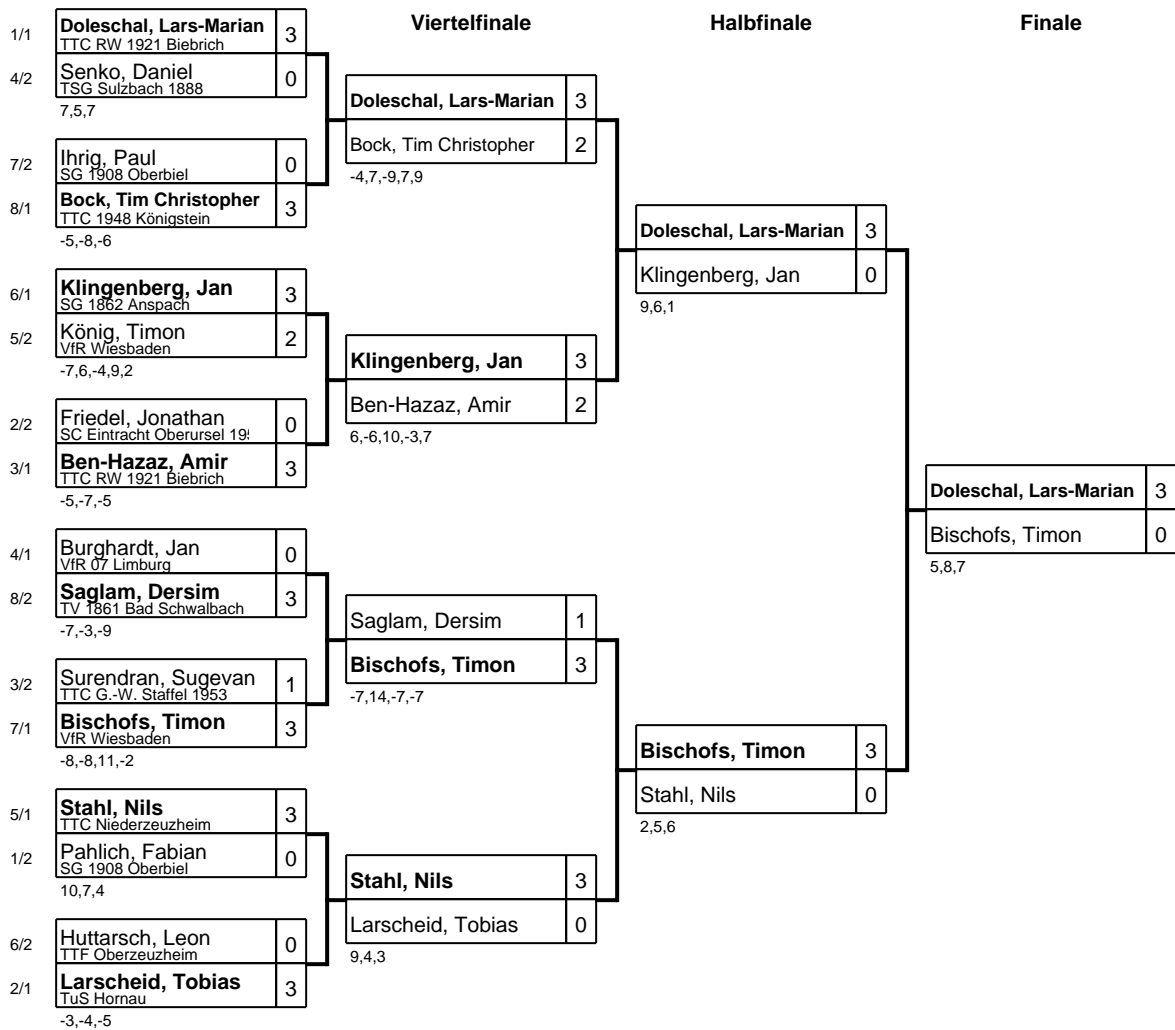 Viertelfinale
Halbfinale
Finale
1/1
Doleschal, Lars-Marian 3
TTC RW 1921 Biebrich
4/2
Senko, Daniel 0
TSG Sulzbach 1888
7,5,7
7/2
Ihrig, Paul 0
SG 1908 Oberbiel
8/1
Bock, Tim Christopher 3
TTC 1948 Königstein
-5,-8,-6
6/1
Klingenberg, Jan 3
SG 1862 Anspach
5/2
König, Timon 2
VfR Wiesbaden
-7,6,-4,9,2
2/2
Friedel, Jonathan 0
SC Eintracht Oberursel
3/1
Ben-Hazaz, Amir 3
TTC RW 1921 Biebrich
-5,-7,-5
4/1
Burghardt, Jan 0
VfR 07 Limburg
8/2
Saglam, Dersim 3
TV 1861 Bad Schwalbach
-7,-3,-9
3/2
Surendran, Sugevan 1
TTC G.-W. Staffel 1953
7/1
Bischofs, Timon 3
VfR Wiesbaden
-8,-8,11,-2
5/1
Stahl, Nils 3
TTC Niederzeuzheim
1/2
Pahlich, Fabian 0
SG 1908 Oberbiel
10,7,4
6/2
Huttarsch, Leon 0
TTF Oberzeuzheim
2/1
Larscheid, Tobias 3
TuS Hornau
-3,-4,-5
Doleschal, Lars-Marian 3
Bock, Tim Christopher 2
-4,7,-9,7,9
Klingenberg, Jan 3
Ben-Hazaz, Amir 2
6,-6,10,-3,7
Saglam, Dersim 1
Bischofs, Timon 3
-7,14,-7,-7
Stahl, Nils 3
Larscheid, Tobias 0
9,4,3
Doleschal, Lars-Marian 3
Klingenberg, Jan 0
9,6,1
Bischofs, Timon 3
Stahl, Nils 0
2,5,6
Doleschal, Lars-Marian 3
Bischofs, Timon 0
5,8,7